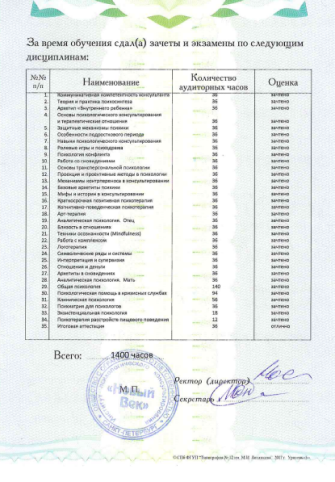 За время обучения сдал(а) зачеты и экзамены по следующим
дисциплинам:
№№ п/п Наименование Количество аудиторных часов Оценка
1. Коммуникативная компетентность консультанта 36 зачтено
2. Теория и практика психосинтеза 36 зачтено
3. Архетип «Внутреннего ребенка» 36 зачтено
4. Основы психологического консультирования
и терапевтические отношения 36 зачтено
5. Защитные механизмы психики 36 зачтено
6. Особенности подросткового периода 36 зачтено
7. Навыки психологического консультирования 36 зачтено
8. Ролевые игры и психодрама 36 зачтено
9. Психология конфликта 36 зачтено
10. Работа со сновидениями 36 зачтено
11. Основы трансперсональной психологии 36 зачтено
12. Проекции и проективные методы в психологии 36 зачтено
13. Механизмы контрпереноса в консультировании 36 зачтено
14. Базовые архетипы психики 36 зачтено
15. Мифы и истории в консультировании 36 зачтено
16. Краткосрочная позитивная психотерапия 36 зачтено
17. Когнитивно-поведенческая психотерапия 36 зачтено
18. Арт-терапия 36 зачтено
19. Аналитическая психология. Отец 36 зачтено
20. Близость в отношениях 36 зачтено
21. Техники осознанности (Mindfulness) 36 зачтено
22. Работа с комплексом 36 зачтено
23. Логотерапия 36 зачтено
24. Символические ряды и системы 36 зачтено
25. Интерпретация и супервизия 36 зачтено
26. Отношения и деньги 36 зачтено
27. Архетипы в сновидениях 36 зачтено
28. Аналитическая психология. Мать 36 зачтено
29. Общая психология 140 зачтено
30. Психологическая помощь в кризисных службах 94 зачтено
31. Клиническая психология 56 зачтено
32. Психиатрия для психологов 36 зачтено
33. Экзистенциальная психология 18 зачтено
34. Психотерапия расстройств пищевого поведения 12 зачтено
35. Итоговая аттестация 36 отлично
Всего: 1400 часов
Ректор (директор)
М.П.
Секретарь
«Новый
Век»
САНКТ-ПЕТЕРБУРГ